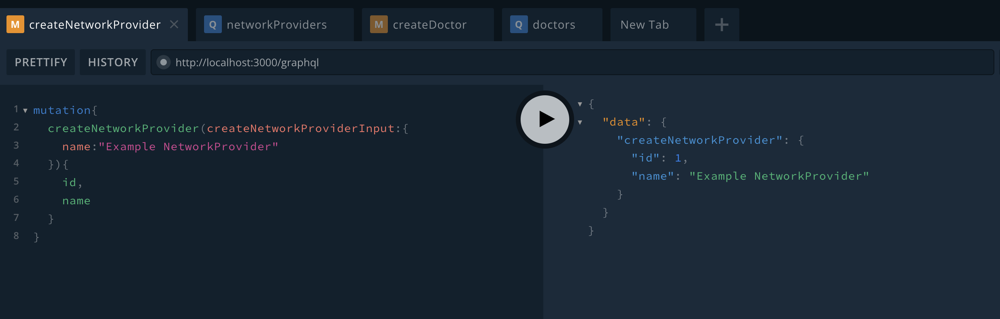 M createNetworkProvider × Q networkProviders M createDoctor Q doctors New Tab +
PRETTIFY HISTORY http://localhost:3000/graphql
1 mutation{
2 createNetworkProvider(createNetworkProviderInput:{
3 name:"Example NetworkProvider"
4 }){
5 id,
6 name
7 }
8 }
{
"data": {
"createNetworkProvider": {
"id": 1,
"name": "Example NetworkProvider"
}
}
}